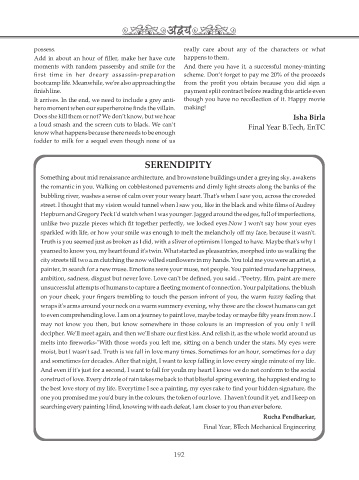 अद्वय
possess.
Add in about an hour of filler, make her have cute
moments with random passersby and smile for the
first time in her dreary assassin-preparation
bootcamp life. Meanwhile, we're also approaching the
finish line.
It arrives. In the end, we need to include a grey anti-
hero moment when our superheroine finds the villain.
Does she kill them or not? We don't know, but we hear
a loud smash and the screen cuts to black. We can't
know what happens because there needs to be enough
fodder to milk for a sequel even though none of us
really care about any of the characters or what
happens to them.
And there you have it, a successful money-minting
scheme. Don't forget to pay me 20% of the proceeds
from the profit you obtain because you did sign a
payment split contract before reading this article even
though you have no recollection of it. Happy movie
making!
Isha Birla
Final Year B.Tech, EnTC
SERENDIPITY
Something about mid renaissance architecture, and brownstone buildings under a greying sky, awakens
the romantic in you. Walking on cobblestoned pavements and dimly light streets along the banks of the
bubbling river, washes a sense of calm over your weary heart. That's when I saw you, across the crowded
street. I thought that my vision would tunnel when I saw you, like in the black and white films of Audrey
Hepburn and Gregory Peck I'd watch when I was younger. Jagged around the edges, full of imperfections,
unlike two puzzle pieces which fit together perfectly, we locked eyes.Now I won't say how your eyes
sparkled with life, or how your smile was enough to melt the melancholy off my face, because it wasn't.
Truth is you seemed just as broken as I did, with a sliver of optimism I longed to have. Maybe that's why I
yearned to know you, my heart found it's twin. What started as pleasantries, morphed into us walking the
city streets till two a.m clutching the now wilted sunflowers in my hands. You told me you were an artist, a
painter, in search for a new muse. Emotions were your muse, not people. You painted mudane happiness,
ambition, sadness, disgust but never love. Love can't be defined, you said . "Poetry, film, paint are mere
unsuccessful attempts of humans to capture a fleeting moment of connection. Your palpitations, the blush
on your cheek, your fingers trembling to touch the person infront of you, the warm fuzzy feeling that
wraps it's arms around your neck on a warm summery evening, why those are the closest humans can get
to even comprehending love. I am on a journey to paint love, maybe today or maybe fifty years from now. I
may not know you then, but know somewhere in those colours is an impression of you only I will
decipher. We'll meet again, and then we'll share our first kiss. And relish it, as the whole world around us
melts into fireworks-"With those words you left me, sitting on a bench under the stars. My eyes were
moist, but I wasn't sad. Truth is we fall in love many times. Sometimes for an hour, sometimes for a day
and sometimes for decades. After that night, I want to keep falling in love every single minute of my life.
And even if it's just for a second, I want to fall for you.In my heart I know we do not conform to the social
construct of love. Every drizzle of rain takes me back to that blissful spring evening, the happiest ending to
the best love story of my life. Everytime I see a painting, my eyes rake to find your hidden signature, the
one you promised me you'd bury in the colours, the token of our love. I haven't found it yet, and I keep on
searching every painting I find, knowing with each defeat, I am closer to you than ever before.
Rucha Pendharkar,
Final Year, BTech Mechanical Engineering
192